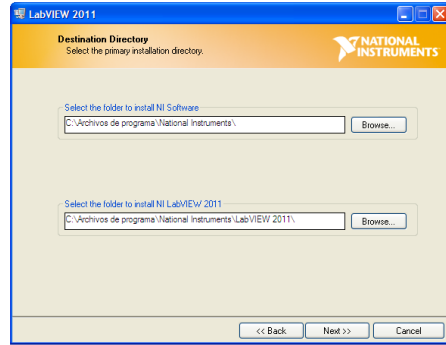 LabVIEW 2011
Destination Directory
Select the primary installation directory.
NATIONAL
INSTRUMENTS
Select the folder to install NI Software
C:\Archivos de programa\National Instruments\
Browse...
Select the folder to install NI LabVIEW 2011
C:\Archivos de programa\National Instruments\LabVIEW 2011\
Browse...
<< Back
Next >>
Cancel